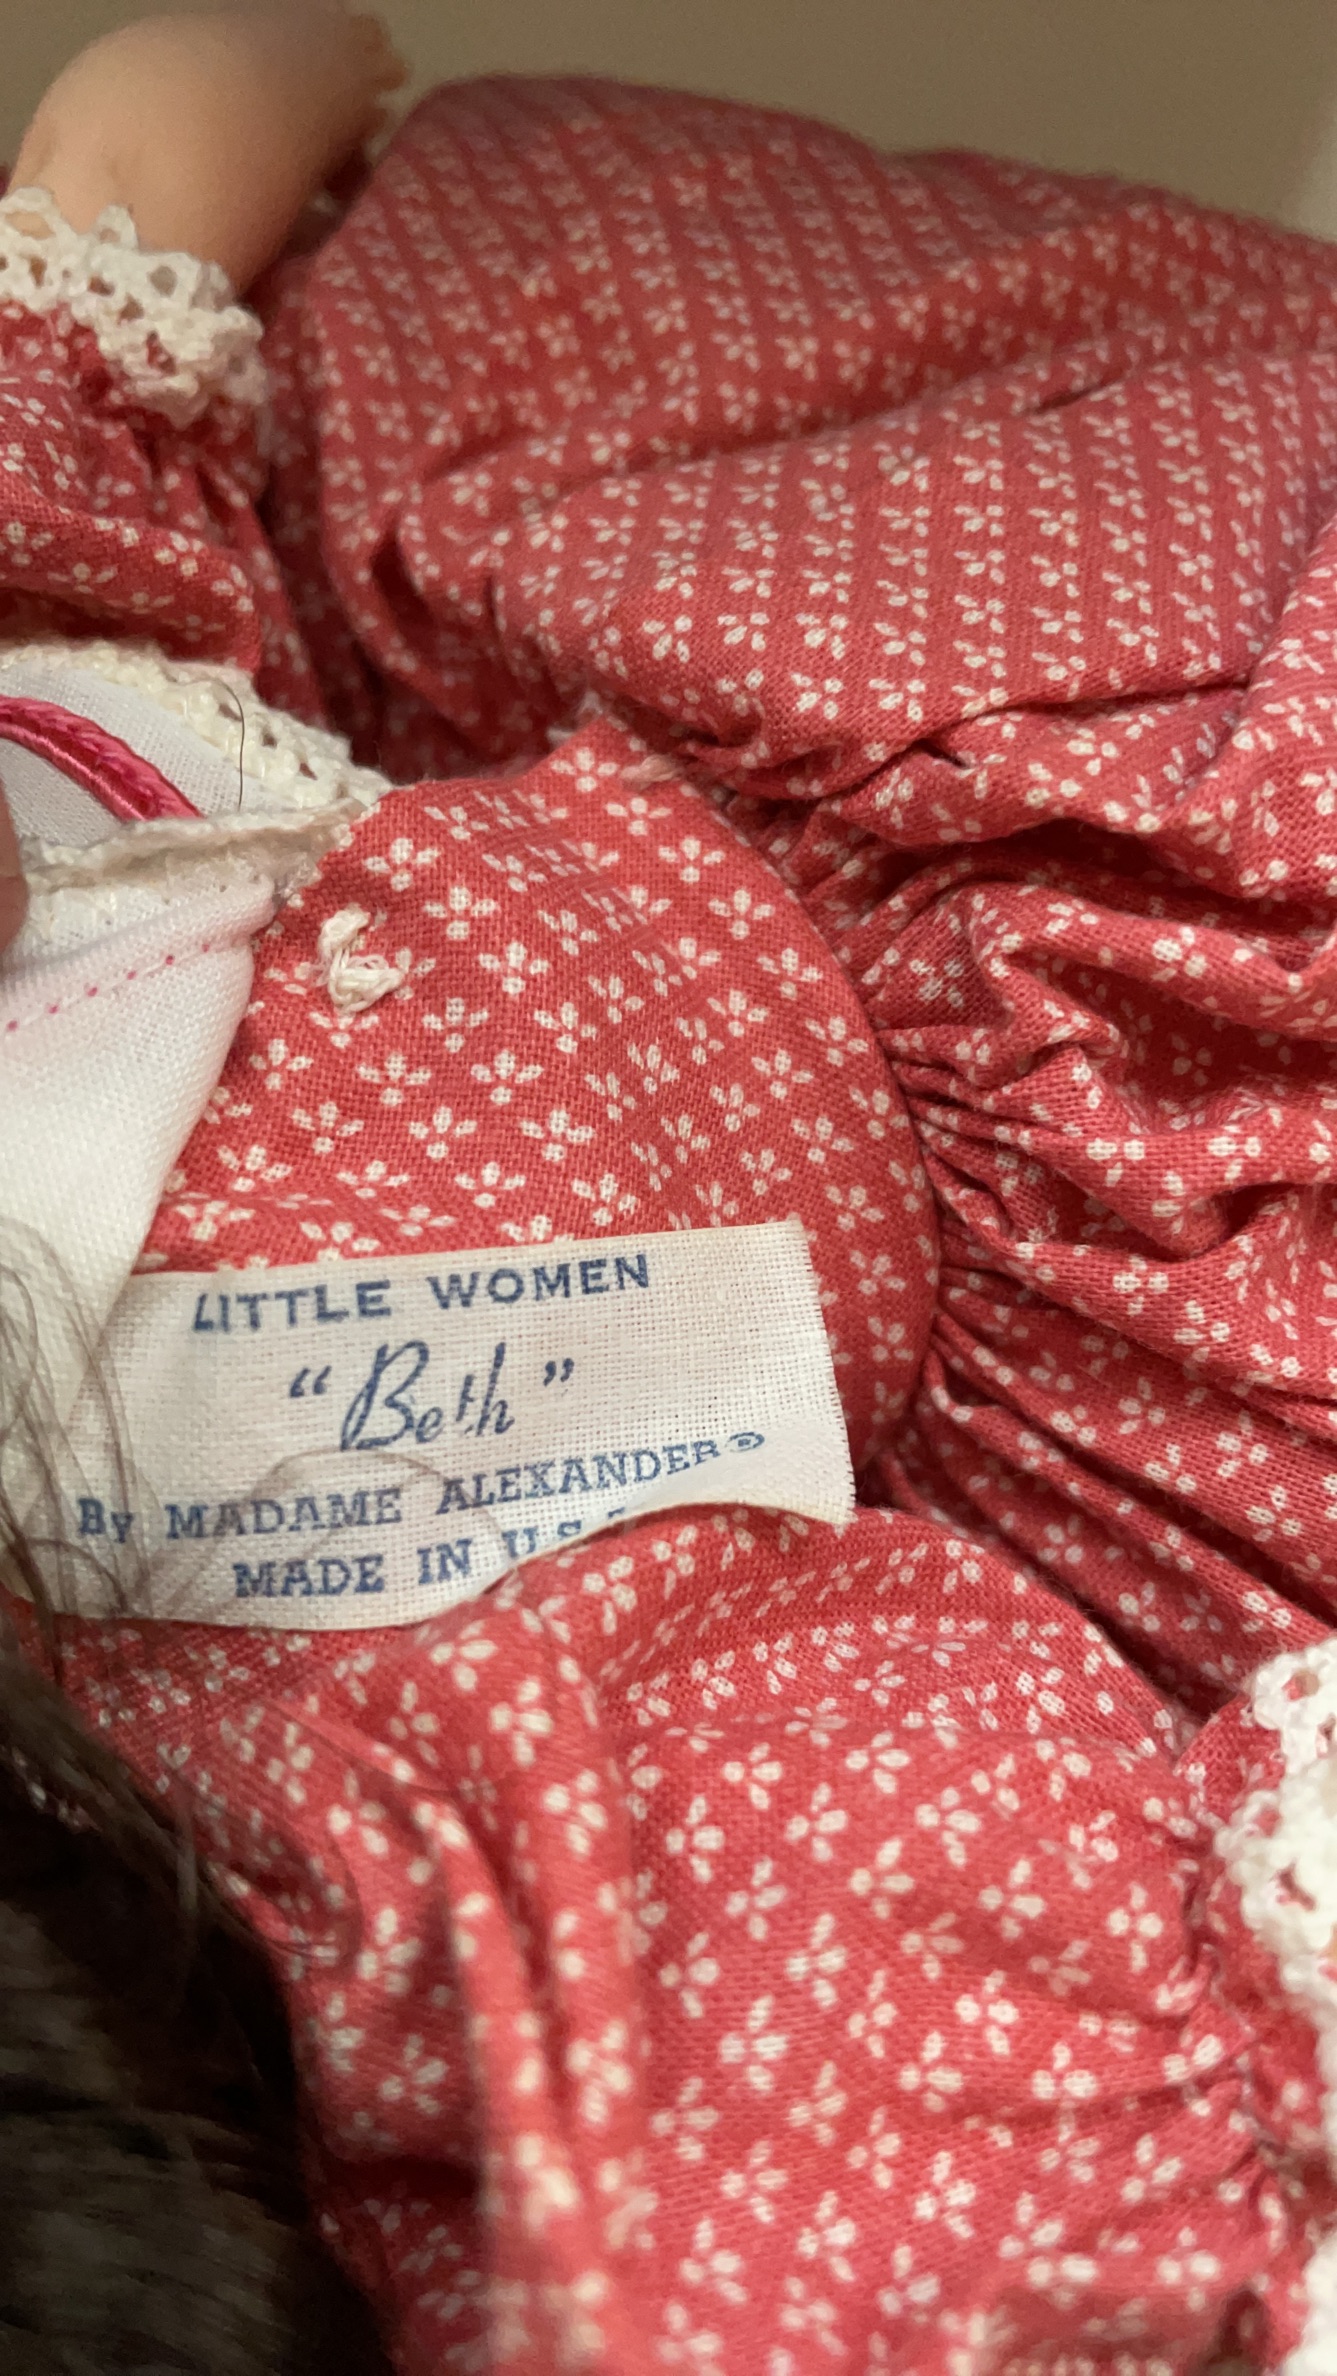 LITTLE WOMEN
"Beth"
By MADAME ALEXANDER®
MADE IN U.S.